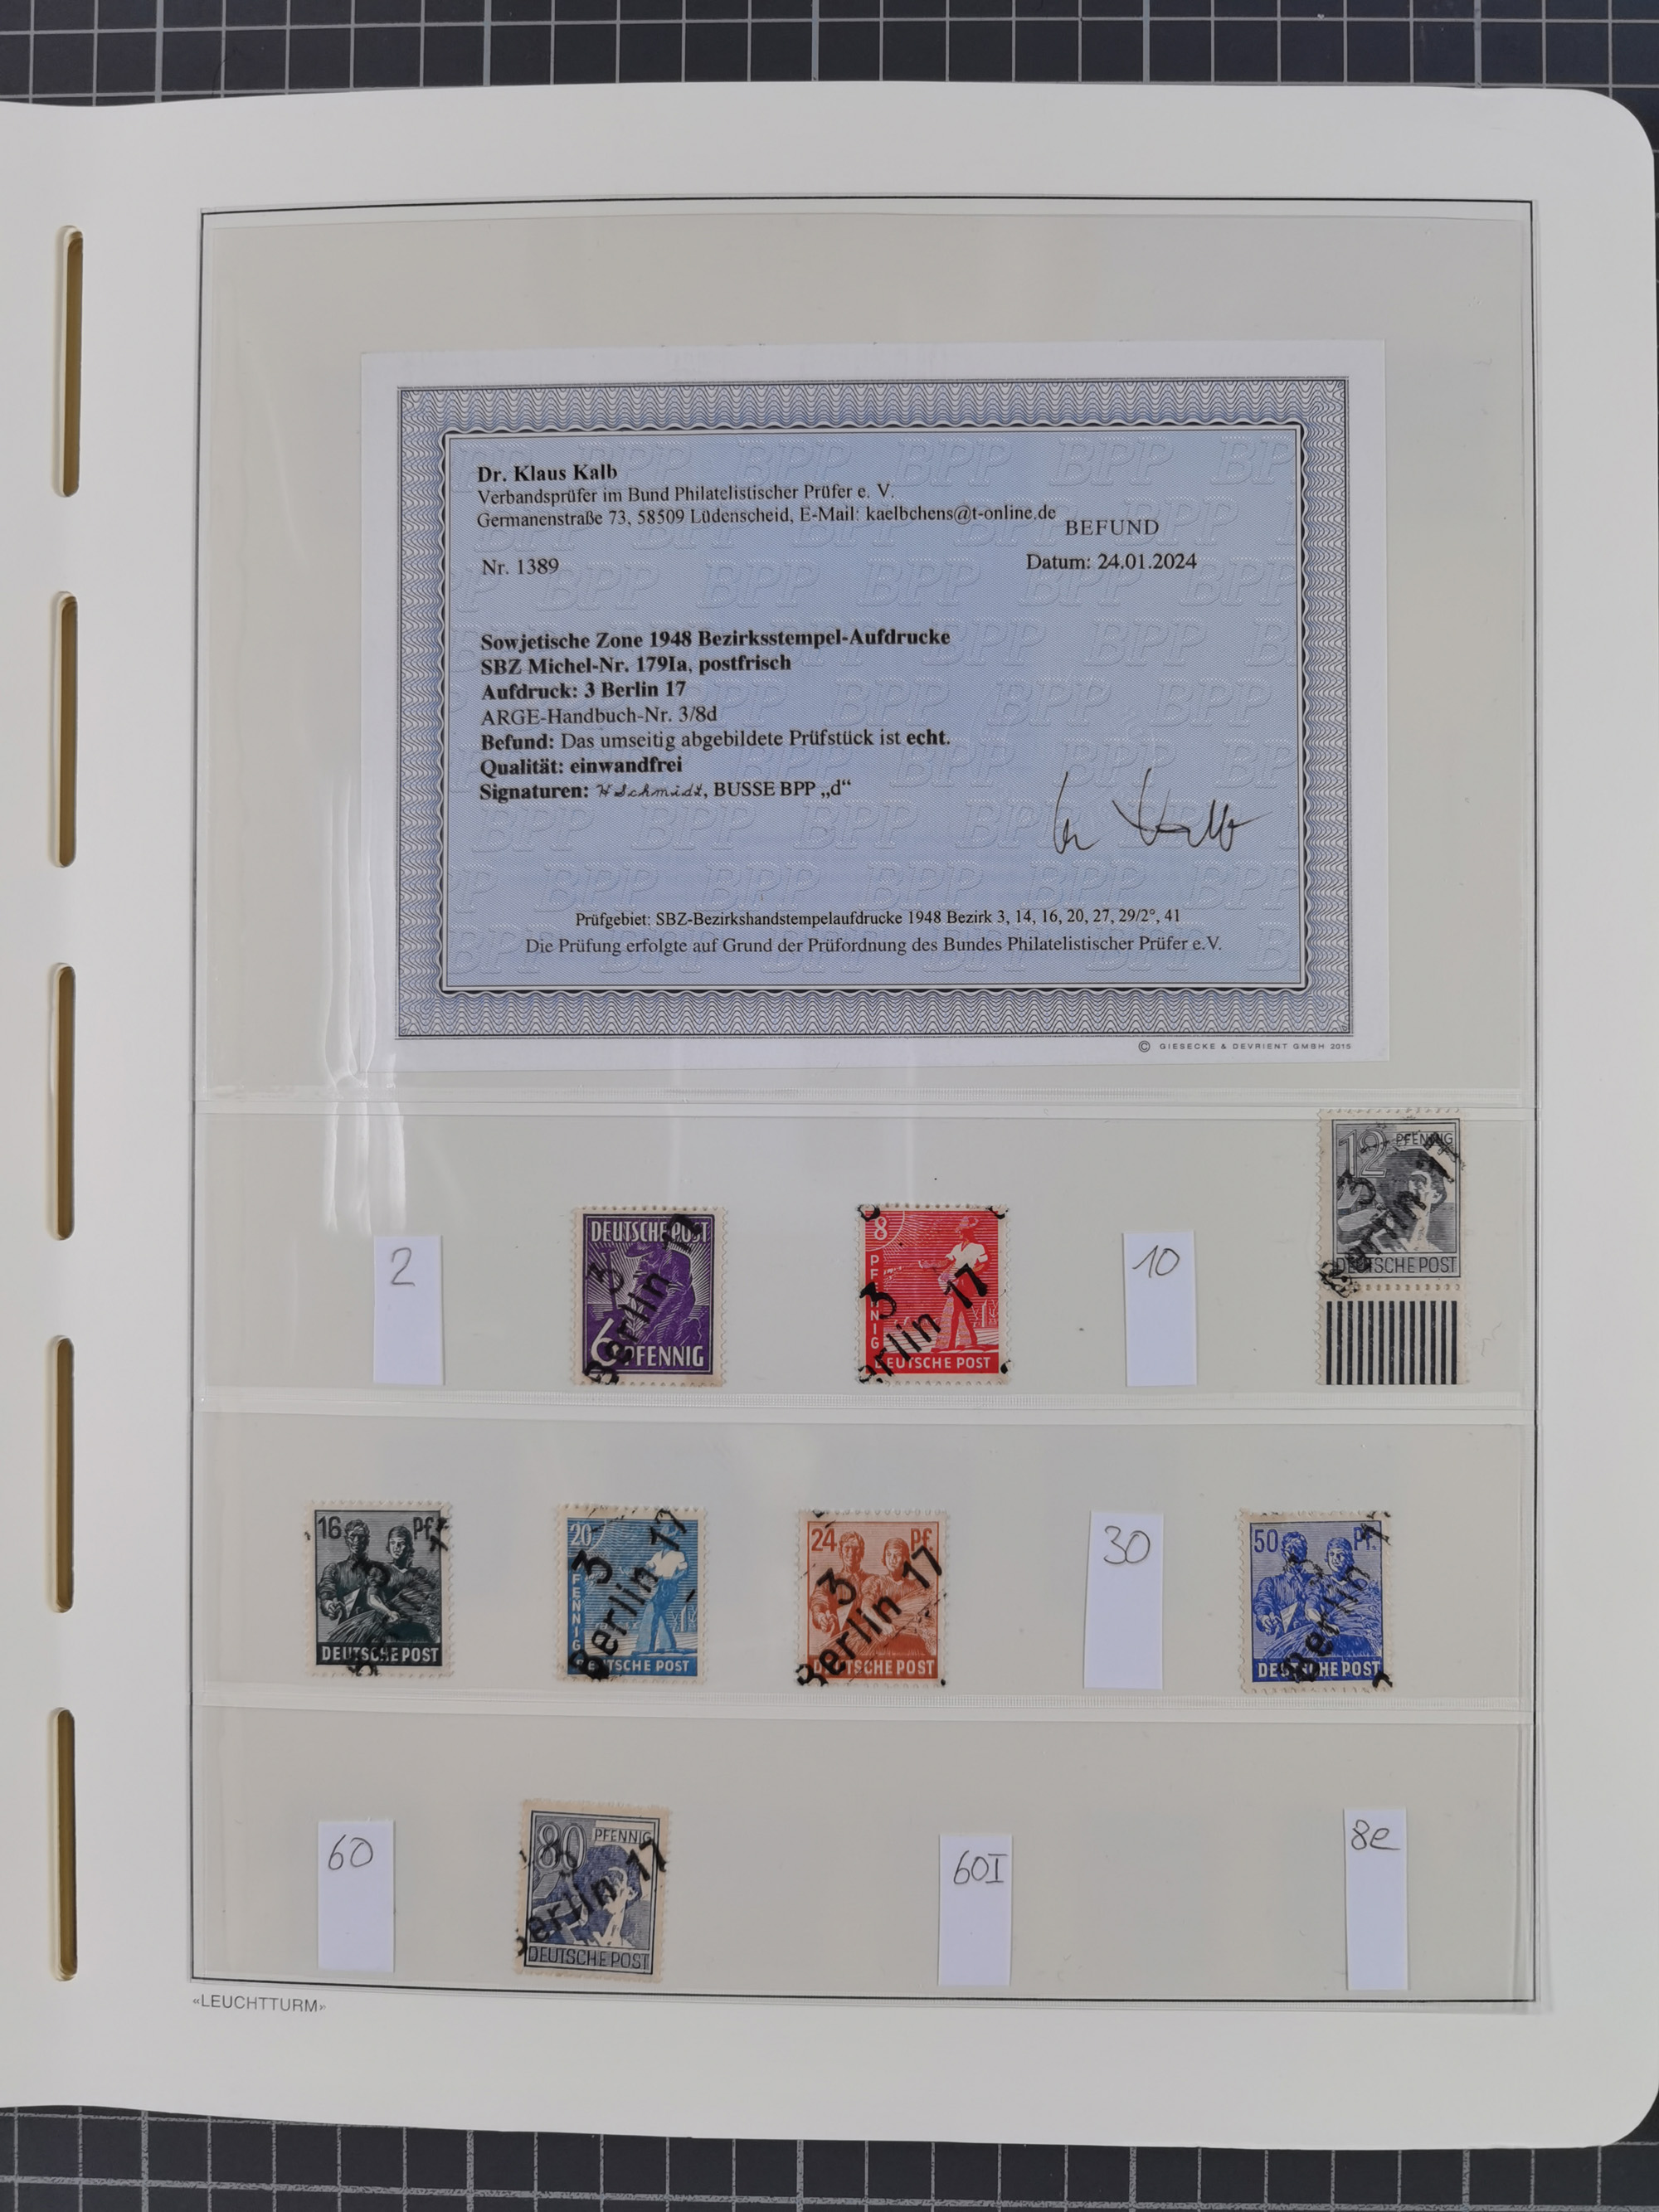 Dr. Klaus Kalb
Verbandsprüfer im Bund Philatelistischer Prüfer e. V.
Germanenstraße 73, 58509 Lüdenscheid, E-Mail: kaelbchens@t-online.de
BEFUND
Nr. 1389
Datum: 24.01.2024
Sowjetische Zone 1948 Bezirksstempel-Aufdrucke
SBZ Michel-Nr. 179Ia, postfrisch
Aufdruck: 3 Berlin 17
ARGE-Handbuch-Nr. 3/8d
Befund: Das umseitig abgebildete Prüfstück ist echt.
Qualität: einwandfrei
Signaturen: H Schmidt, BUSSE BPP „d“
Prüfgebiet: SBZ-Bezirkshandstempelaufdrucke 1948 Bezirk 3, 14, 16, 20, 27, 29/2°, 41
Die Prüfung erfolgte auf Grund der Prüfordnung des Bundes Philatelistischer Prüfer e.V.
© GIESECKE & DEVRIENT GMBH 2015
2
DEUTSCHE POST
6 PFENNIG
3
Berlin 17
8
PFENNIG
DEUTSCHE POST
3
erlin 17
10
12 PFENNIG
DEUTSCHE POST
3
Berlin 17
16 Pf.
DEUTSCHE POST
20
PFENNIG
DEUTSCHE POST
3
Berlin 17
24 Pf.
DEUTSCHE POST
3
Berlin 17
30
50 Pf.
DEUTSCHE POST
Berlin 17
60
80 PFENNIG
DEUTSCHE POST
3
Berlin 17
60I
8e
«LEUCHTTURM»